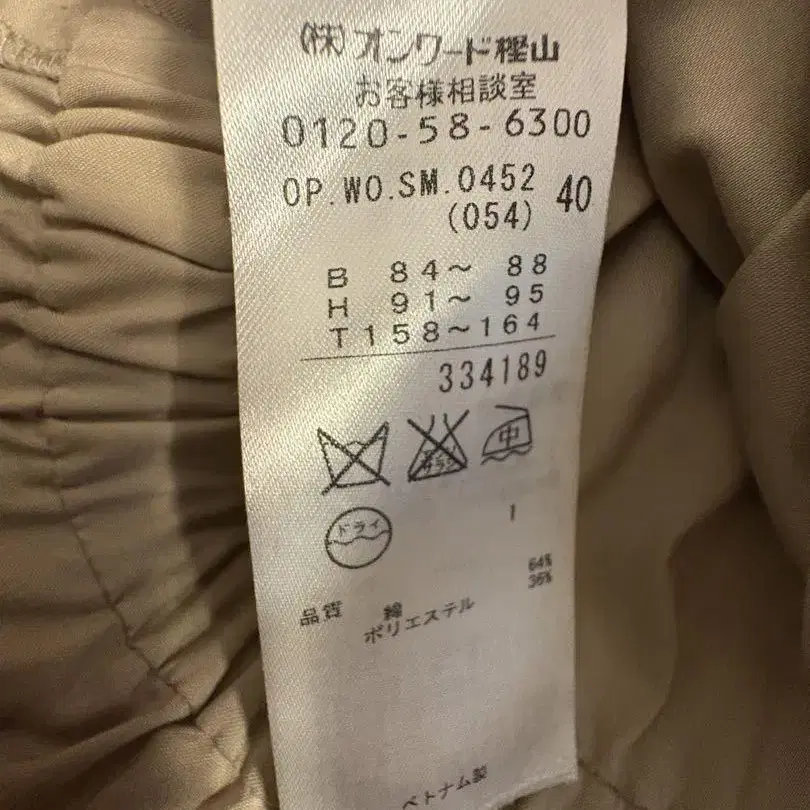 (株)オンワード樫山
お客様相談室
0120-58-6300
OP.WO.SM.0452 40
(054)
B 84〜 88
H 91〜 95
T158〜164
334189
中
ドライ
品質 綿 64%
ポリエステル 36%
ベトナム製